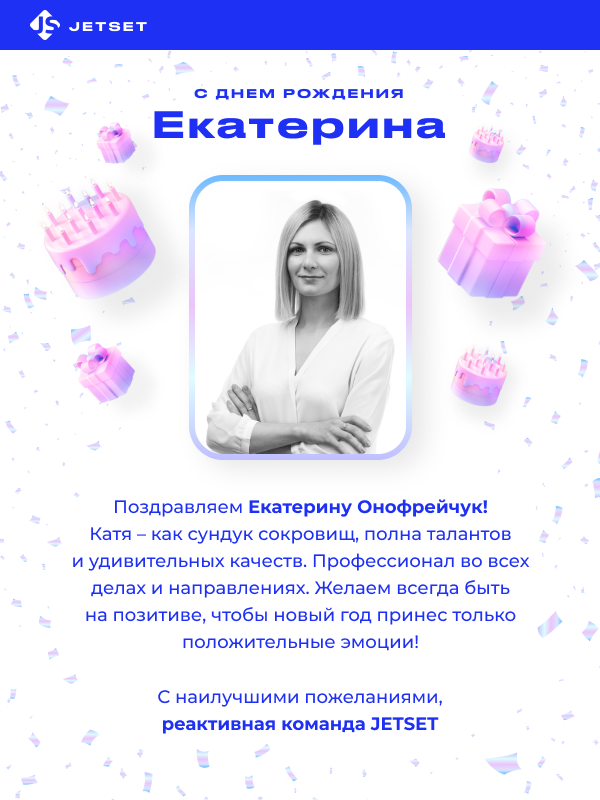 JS JETSET
С ДНЕМ РОЖДЕНИЯ
Екатерина
Поздравляем Екатерину Онофрейчук!
Катя – как сундук сокровищ, полна талантов
и удивительных качеств. Профессионал во всех
делах и направлениях. Желаем всегда быть
на позитиве, чтобы новый год принес только
положительные эмоции!
С наилучшими пожеланиями,
реактивная команда JETSET